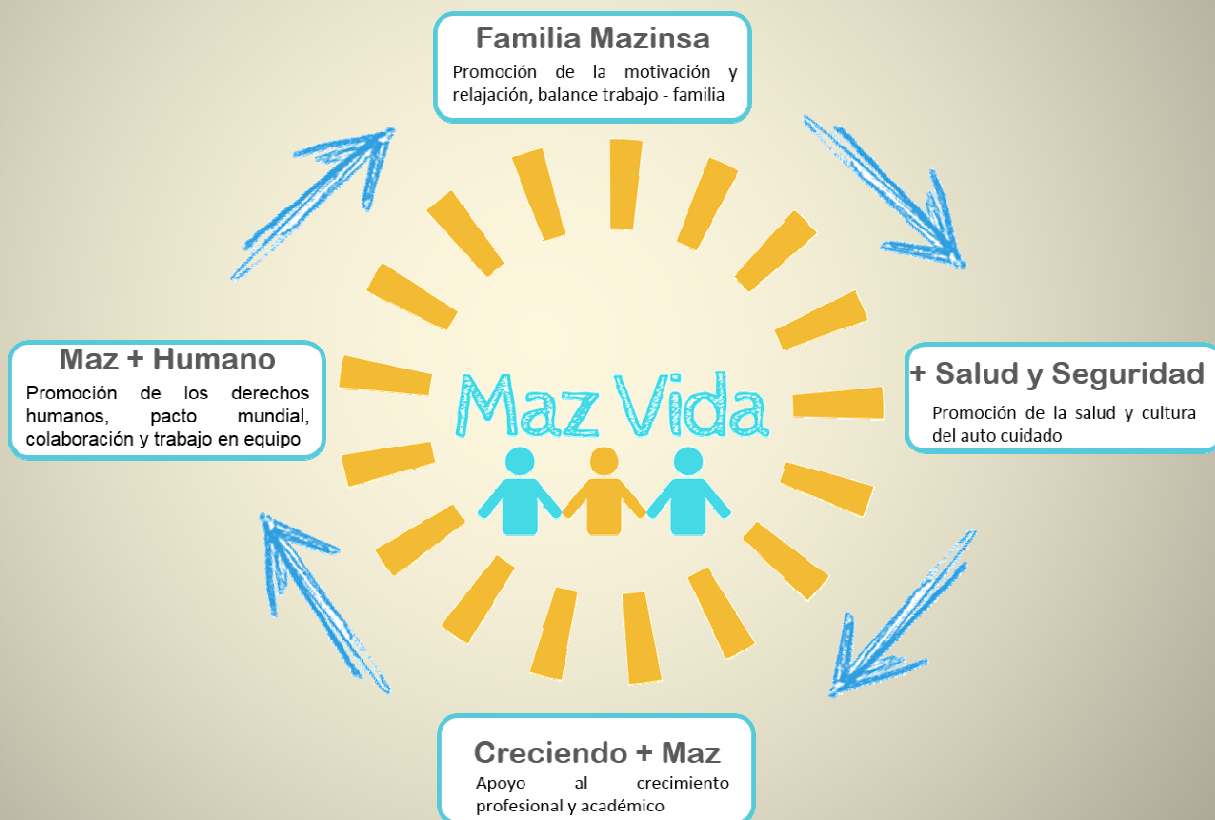 Familia Mazinsa
Promoción de la motivación y
relajación, balance trabajo - familia
Maz + Humano
Promoción de los derechos
humanos, pacto mundial,
colaboración y trabajo en equipo
Maz Vida
+ Salud y Seguridad
Promoción de la salud y cultura
del auto cuidado
Creciendo + Maz
Apoyo al crecimiento
profesional y académico